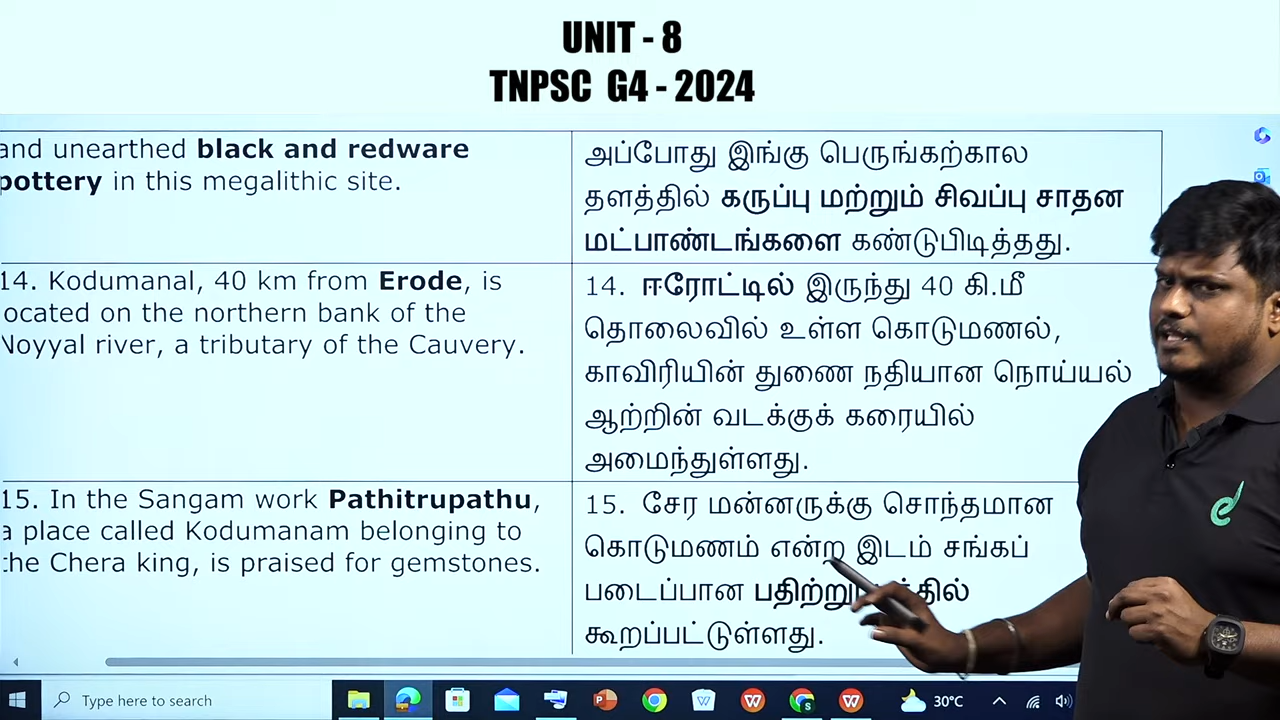 UNIT - 8
TNPSC G4 - 2024
and unearthed black and redware
pottery in this megalithic site.
அப்போது இங்கு பெருங்கற்கால
தளத்தில் கருப்பு மற்றும் சிவப்பு சாதன
மட்பாண்டங்களை கண்டுபிடித்தது.
14. Kodumanal, 40 km from Erode, is
located on the northern bank of the
Noyyal river, a tributary of the Cauvery.
14. ஈரோட்டில் இருந்து 40 கி.மீ
தொலைவில் உள்ள கொடுமணல்,
காவிரியின் துணை நதியான நொய்யல்
ஆற்றின் வடக்குக் கரையில்
அமைந்துள்ளது.
15. In the Sangam work Pathitrupathu,
a place called Kodumanam belonging to
the Chera king, is praised for gemstones.
15. சேர மன்னருக்கு சொந்தமான
கொடுமணம் என்ற இடம் சங்கப்
படைப்பான
கூறப்பட்டுள்ளது.
Type here to search
30°C